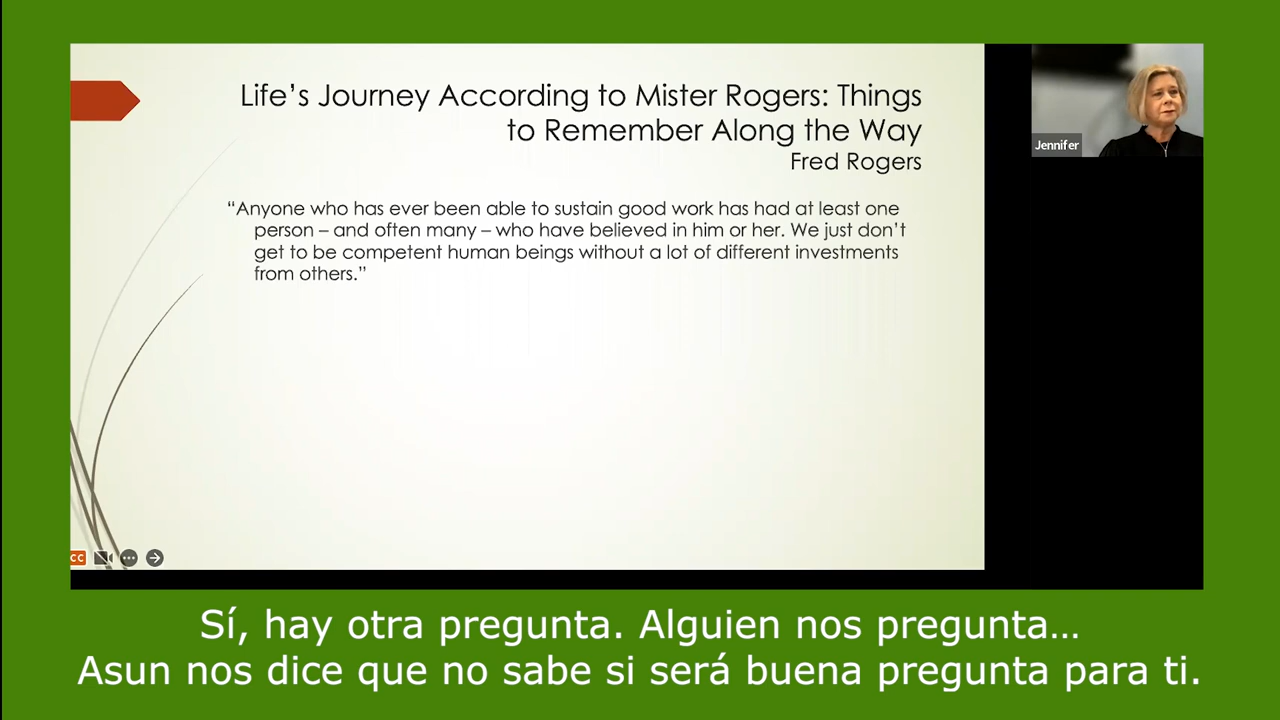 Life’s Journey According to Mister Rogers: Things
to Remember Along the Way
Fred Rogers
“Anyone who has ever been able to sustain good work has had at least one
person – and often many – who have believed in him or her. We just don’t
get to be competent human beings without a lot of different investments
from others.”
Jennifer
CC
Sí, hay otra pregunta. Alguien nos pregunta...
Asun nos dice que no sabe si será buena pregunta para ti.